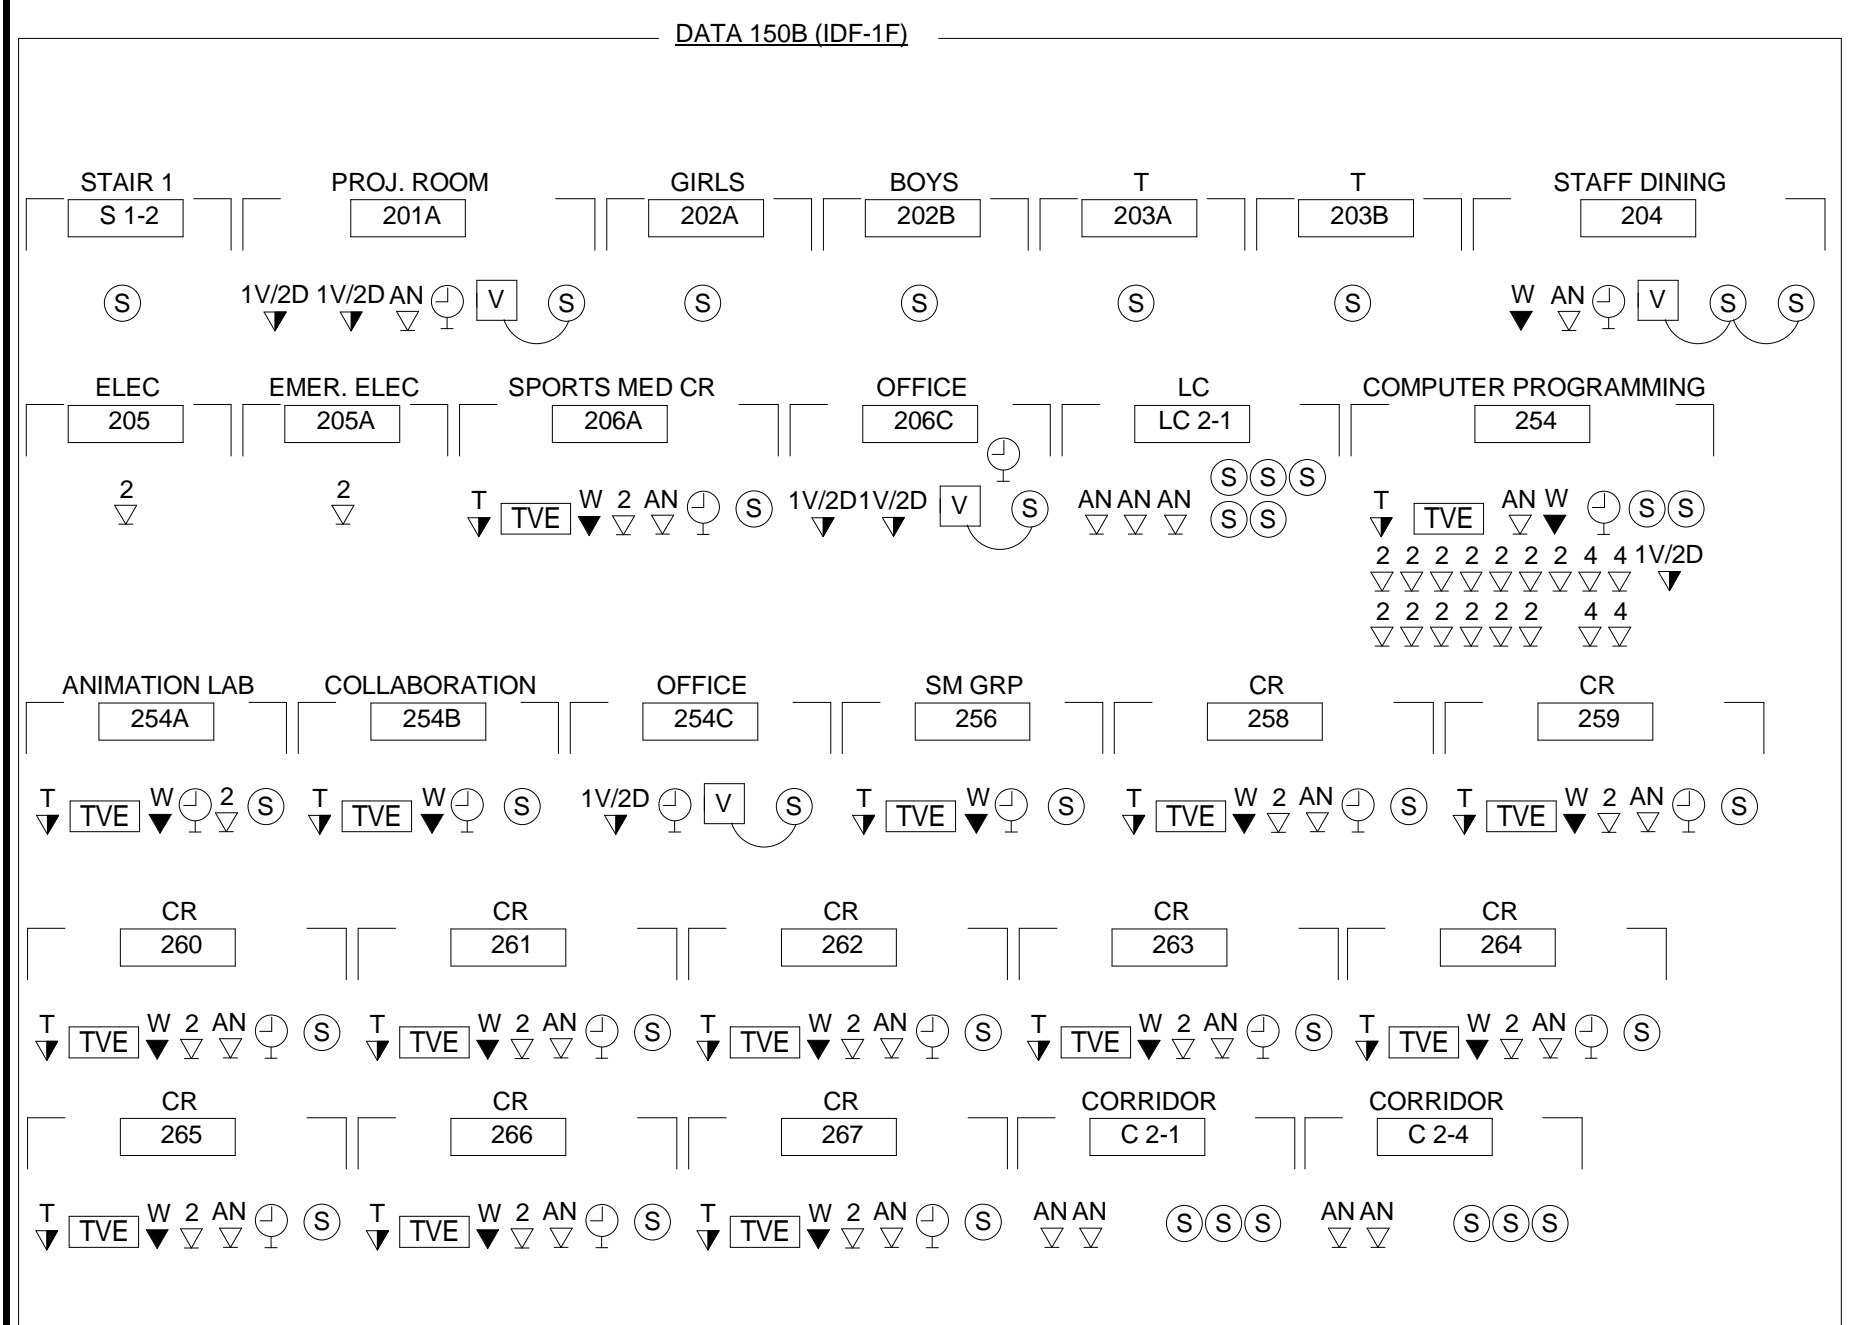 DATA 150B (IDF-1F)
STAIR 1 PROJ. ROOM GIRLS BOYS T T STAFF DINING
S 1-2 201A 202A 202B 203A 203B 204
S 1V/2D 1V/2D AN V S S S S S W AN V S S
ELEC EMER. ELEC SPORTS MED CR OFFICE LC COMPUTER PROGRAMMING
205 205A 206A 206C LC 2-1 254
S S S
2 2 T TVE W 2 AN S 1V/2D 1V/2D V S AN AN AN T TVE AN W S S
S S
2 2 2 2 2 2 2 4 4 1V/2D
2 2 2 2 2 2 4 4
ANIMATION LAB COLLABORATION OFFICE SM GRP CR CR
254A 254B 254C 256 258 259
T TVE W 2 S T TVE W S 1V/2D V S T TVE W S T TVE W 2 AN S T TVE W 2 AN S
CR CR CR CR CR
260 261 262 263 264
T TVE W 2 AN S T TVE W 2 AN S T TVE W 2 AN S T TVE W 2 AN S T TVE W 2 AN S
CR CR CR CORRIDOR CORRIDOR
265 266 267 C 2-1 C 2-4
T TVE W 2 AN S T TVE W 2 AN S T TVE W 2 AN S AN AN S S S AN AN S S S